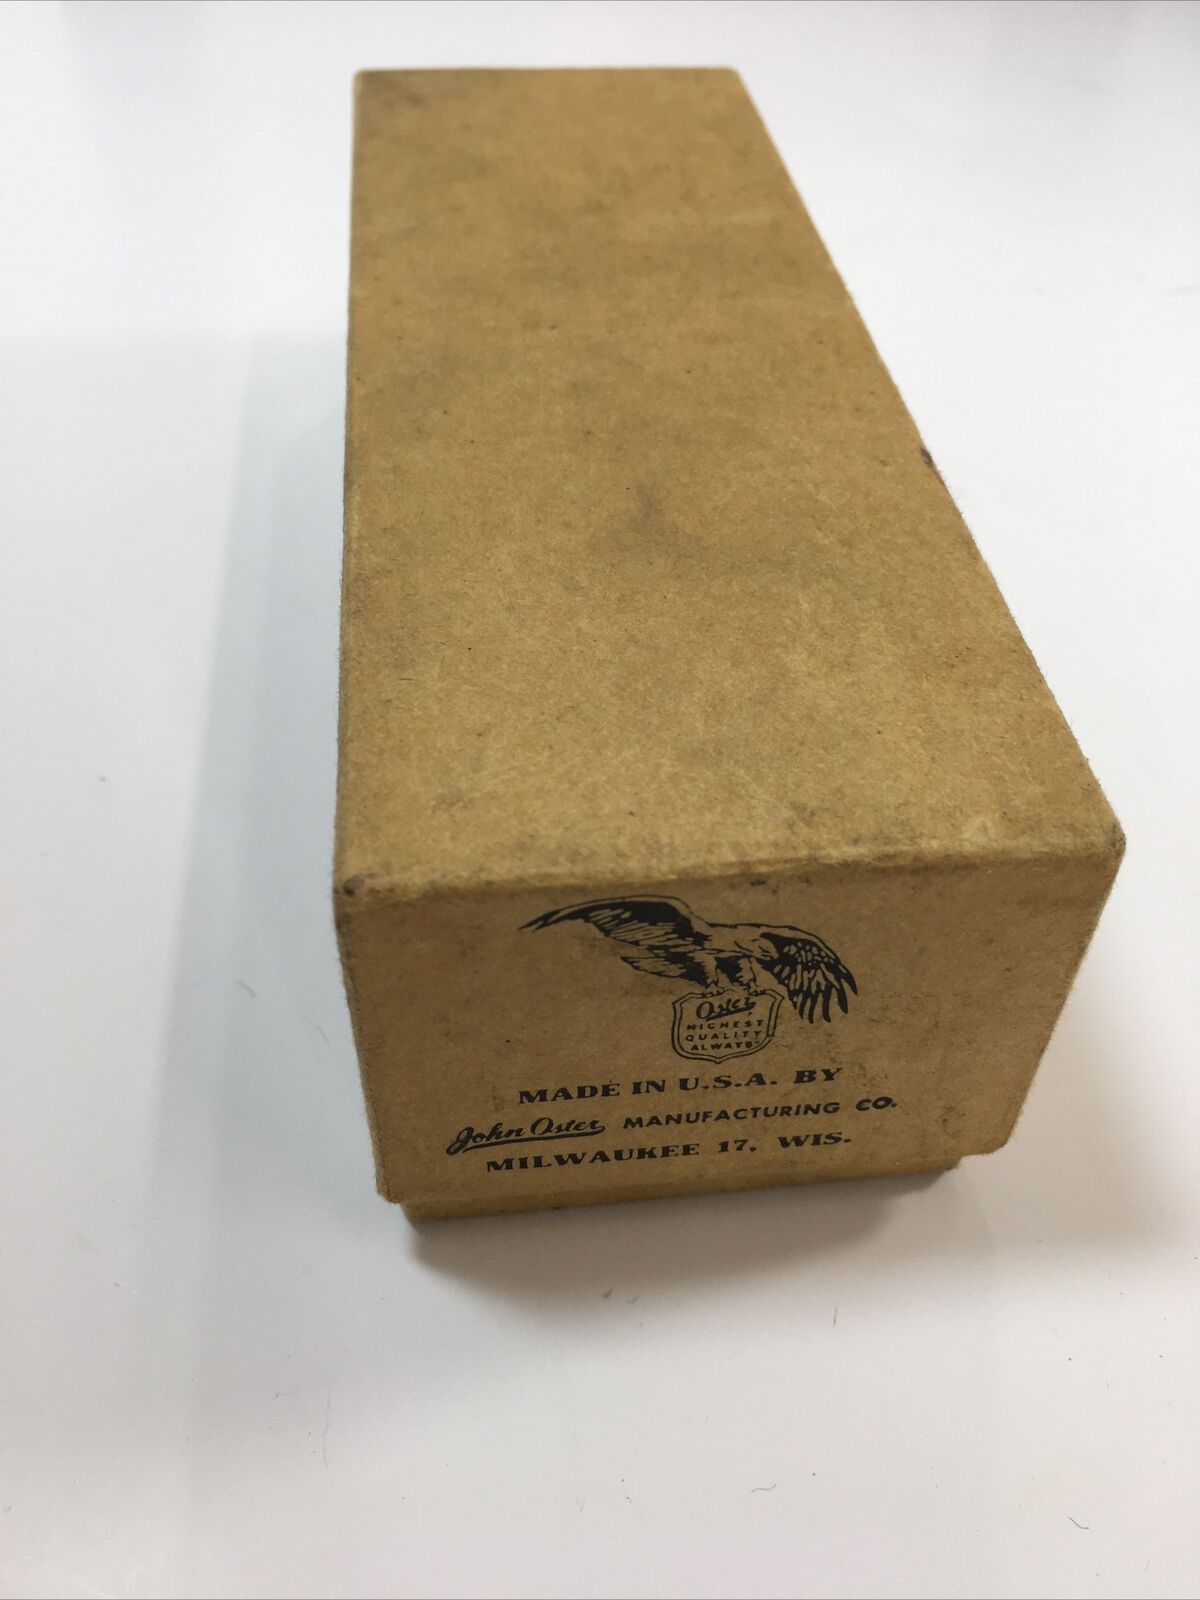 Oster
HIGHEST
QUALITY
ALWAYS
MADE IN U.S.A. BY
John Oster MANUFACTURING CO.
MILWAUKEE 17, WIS.